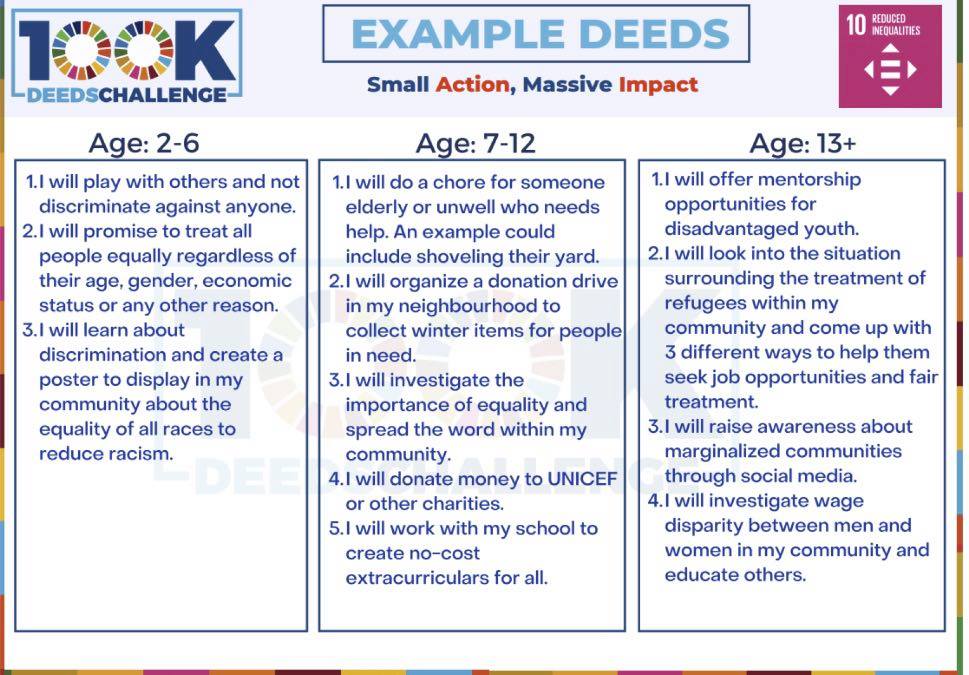 100K
DEEDSCHALLENGE
EXAMPLE DEEDS
Small Action, Massive Impact
10 REDUCED
INEQUALITIES
Age: 2-6
1.I will play with others and not
discriminate against anyone.
2.I will promise to treat all
people equally regardless of
their age, gender, economic
status or any other reason.
3.I will learn about
discrimination and create a
poster to display in my
community about the
equality of all races to
reduce racism.
Age: 7-12
1.I will do a chore for someone
elderly or unwell who needs
help. An example could
include shoveling their yard.
2.I will organize a donation drive
in my neighbourhood to
collect winter items for people
in need.
3.I will investigate the
importance of equality and
spread the word within my
community.
4.I will donate money to UNICEF
or other charities.
5.I will work with my school to
create no-cost
extracurriculars for all.
Age: 13+
1.I will offer mentorship
opportunities for
disadvantaged youth.
2.I will look into the situation
surrounding the treatment of
refugees within my
community and come up with
3 different ways to help them
seek job opportunities and fair
treatment.
3.I will raise awareness about
marginalized communities
through social media.
4.I will investigate wage
disparity between men and
women in my community and
educate others.
100K
DEEDSCHALLENGE